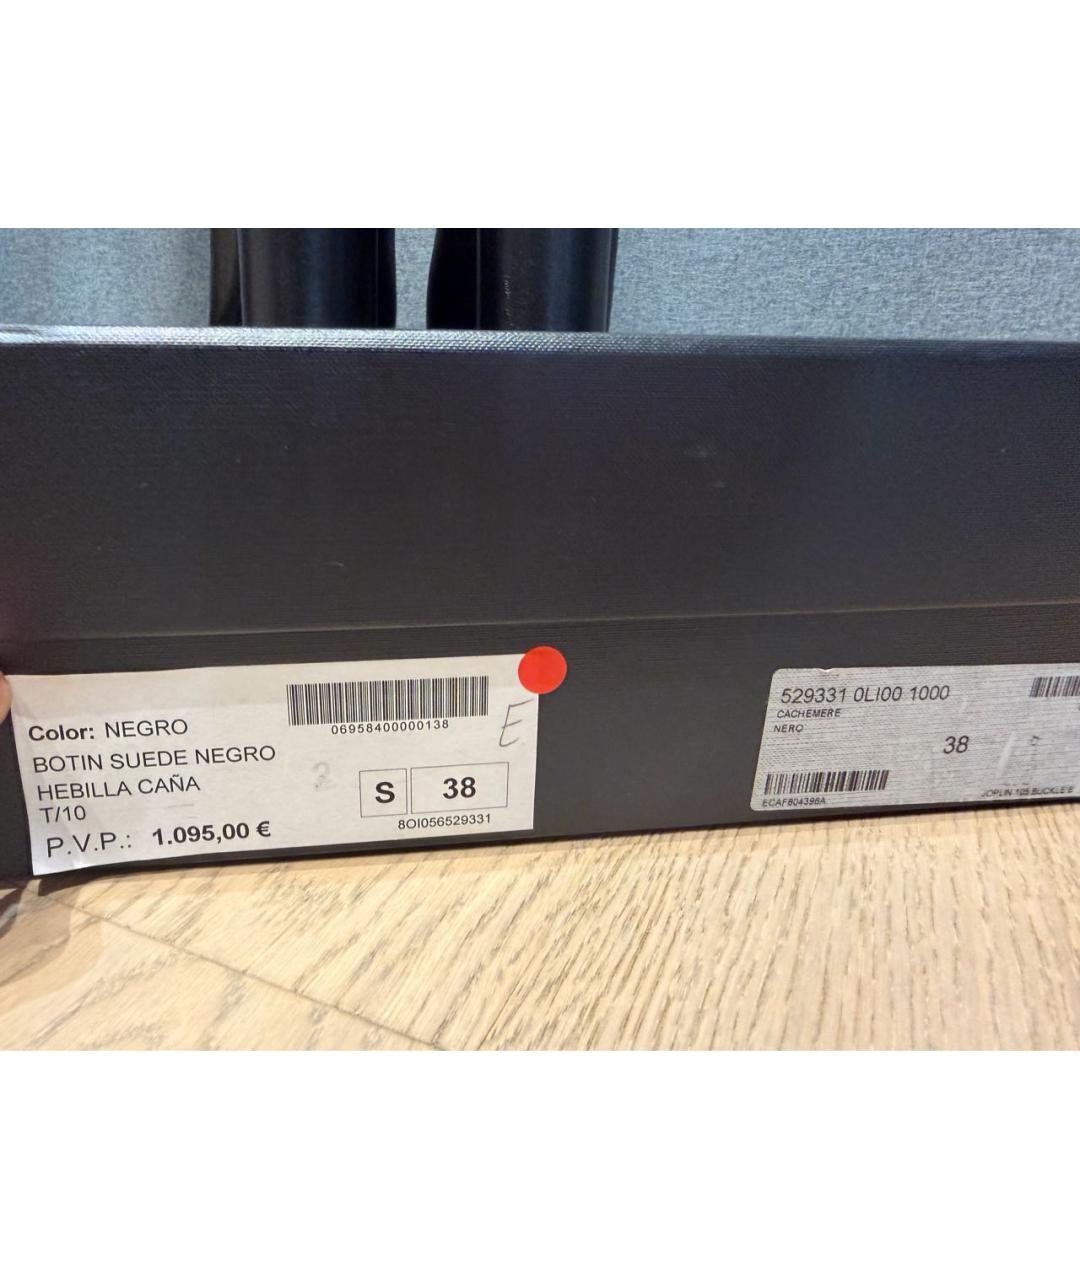 06958400000138
Color: NEGRO
BOTIN SUEDE NEGRO
HEBILLA CAÑA
T/10
P.V.P.: 1.095,00 €
2
E
S 38
8OI056529331
529331 0LI00 1000
CACHEMERE
NERO
38
ECAF804396A
JOPLIN 105 BUCKLE